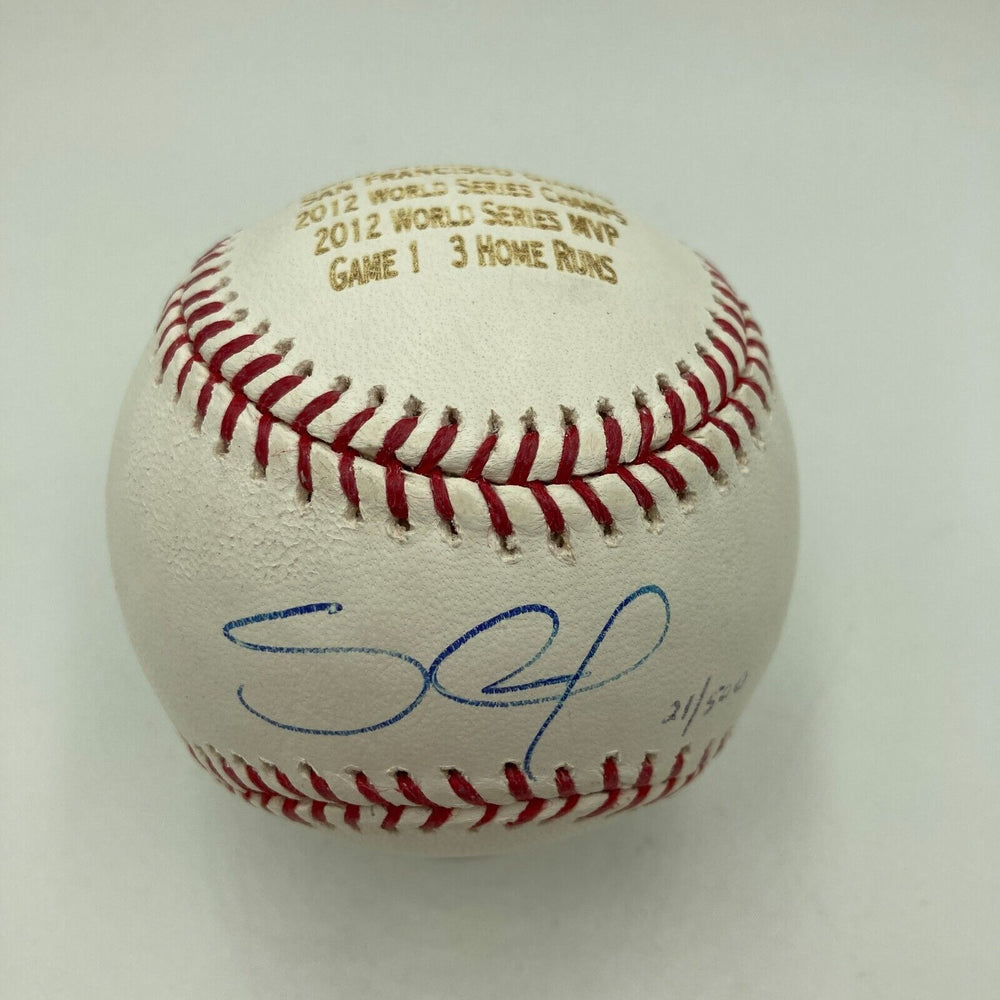 SAN FRANCISCO
2012 WORLD SERIES CHAMPS
2012 WORLD SERIES MVP
GAME 1 3 HOME RUNS
21/520